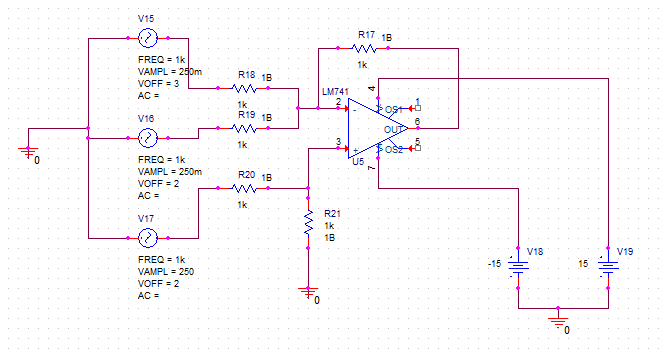 V15
FREQ = 1k
VAMPL = 250m
VOFF = 3
AC =
R17
1B
1k
R18
1B
1k
R19
1B
1k
V16
FREQ = 1k
VAMPL = 250m
VOFF = 2
AC =
0
LM741
4
2
-
OS1
1
6
OUT
3
+
OS2
5
U5
7
R20
1B
1k
R21
1k
1B
0
V17
FREQ = 1k
VAMPL = 250
VOFF = 2
AC =
V18
-15
V19
15
0